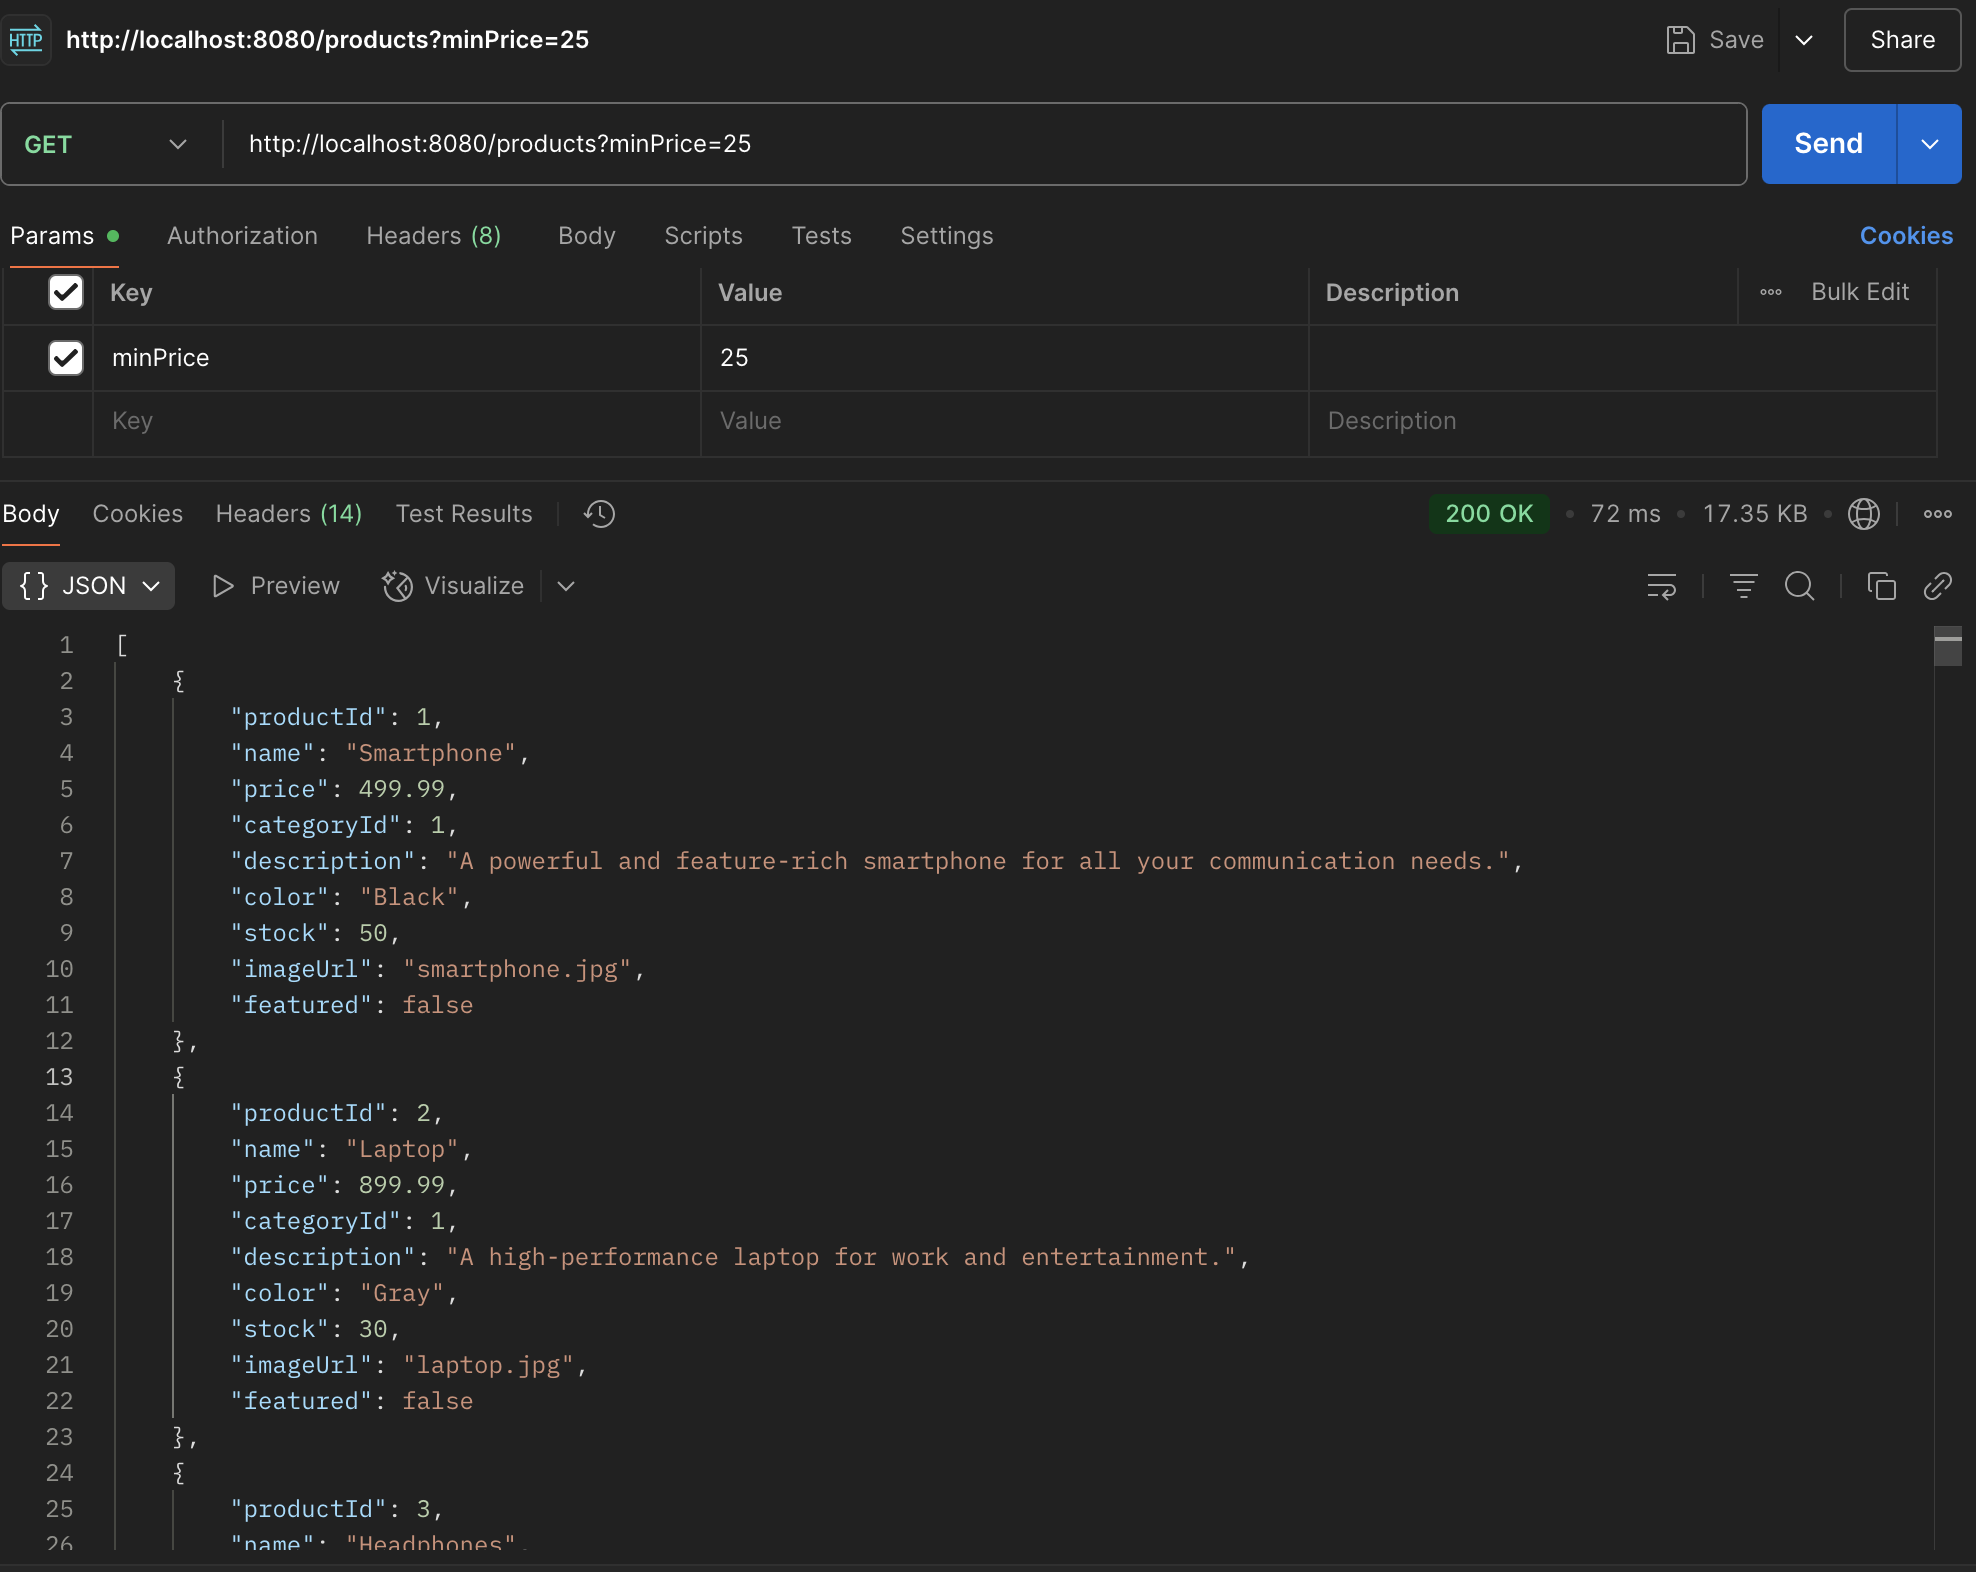 HTTP http://localhost:8080/products?minPrice=25 Save Share
GET http://localhost:8080/products?minPrice=25 Send
Params Authorization Headers (8) Body Scripts Tests Settings Cookies
Key Value Description Bulk Edit
minPrice 25
Key Value Description
Body Cookies Headers (14) Test Results 200 OK 72 ms 17.35 KB
{} JSON Preview Visualize
1 [
2 {
3 "productId": 1,
4 "name": "Smartphone",
5 "price": 499.99,
6 "categoryId": 1,
7 "description": "A powerful and feature-rich smartphone for all your communication needs.",
8 "color": "Black",
9 "stock": 50,
10 "imageUrl": "smartphone.jpg",
11 "featured": false
12 },
13 {
14 "productId": 2,
15 "name": "Laptop",
16 "price": 899.99,
17 "categoryId": 1,
18 "description": "A high-performance laptop for work and entertainment.",
19 "color": "Gray",
20 "stock": 30,
21 "imageUrl": "laptop.jpg",
22 "featured": false
23 },
24 {
25 "productId": 3,
26 "name": "Headphones",